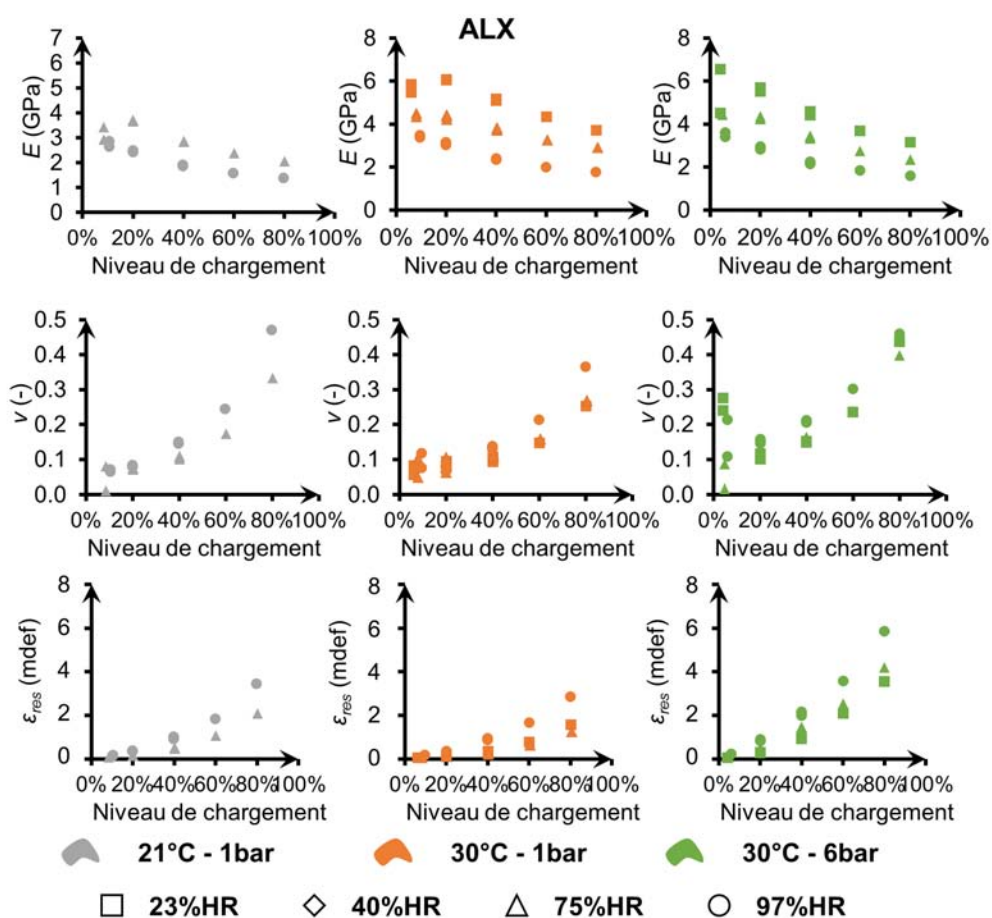 ALX
E (GPa)
7
6
5
4
3
2
1
0
0% 20% 40% 60% 80% 100%
Niveau de chargement
E (GPa)
8
6
4
2
0
0% 20% 40% 60% 80% 100%
Niveau de chargement
E (GPa)
8
6
4
2
0
0% 20% 40% 60% 80% 100%
Niveau de chargement
ν (-)
0.5
0.4
0.3
0.2
0.1
0.0
0% 20% 40% 60% 80%100%
Niveau de chargement
ν (-)
0.5
0.4
0.3
0.2
0.1
0.0
0% 20% 40% 60% 80%100%
Niveau de chargement
ν (-)
0.5
0.4
0.3
0.2
0.1
0.0
0% 20% 40% 60% 80%100%
Niveau de chargement
εres (mdef)
8
6
4
2
0
0% 20% 40% 60% 80%100%
Niveau de chargement
εres (mdef)
8
6
4
2
0
0% 20% 40% 60% 80%100%
Niveau de chargement
εres (mdef)
8
6
4
2
0
0% 20% 40% 60% 80%100%
Niveau de chargement
21°C - 1bar 30°C - 1bar 30°C - 6bar
23%HR 40%HR 75%HR 97%HR